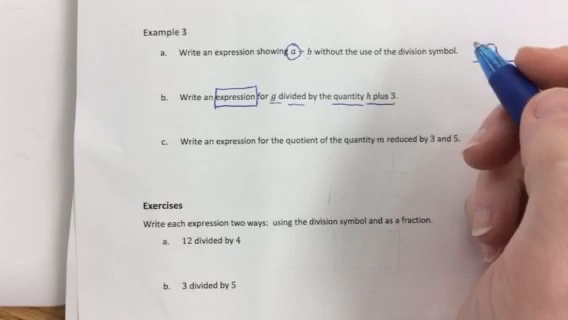 Example 3
a. Write an expression showing a ÷ b without the use of the division symbol.
b. Write an expression for g divided by the quantity h plus 3.
c. Write an expression for the quotient of the quantity m reduced by 3 and 5.
Exercises
Write each expression two ways: using the division symbol and as a fraction.
a. 12 divided by 4
b. 3 divided by 5